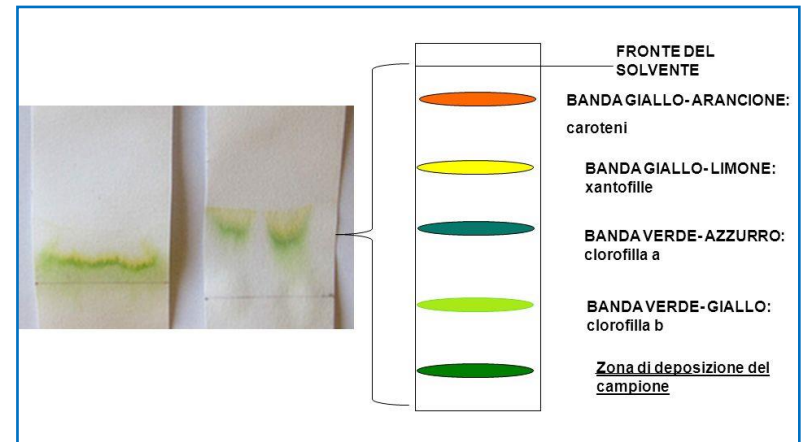 FRONTE DEL
SOLVENTE
BANDA GIALLO-ARANCIONE:
caroteni
BANDA GIALLO-LIMONE:
xantofille
BANDA VERDE-AZZURRO:
clorofilla a
BANDA VERDE-GIALLO:
clorofilla b
Zona di deposizione del
campione